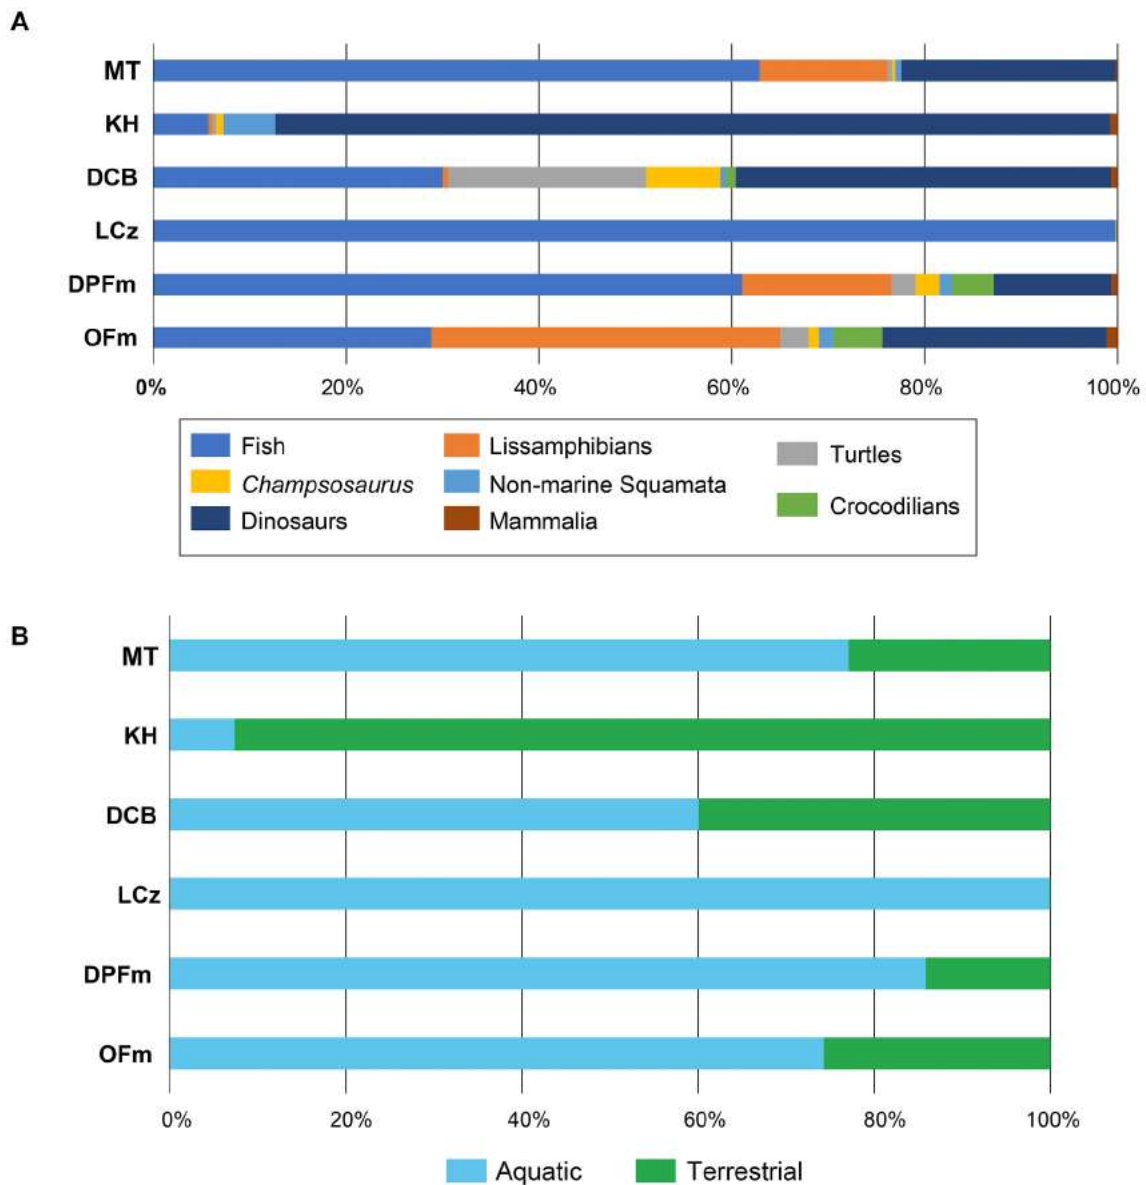 A
MT
KH
DCB
LCz
DPFm
OFm
0% 20% 40% 60% 80% 100%
Fish Lissamphibians Turtles
Champsosaurus Non-marine Squamata Crocodilians
Dinosaurs Mammalia
B
MT
KH
DCB
LCz
DPFm
OFm
0% 20% 40% 60% 80% 100%
Aquatic Terrestrial